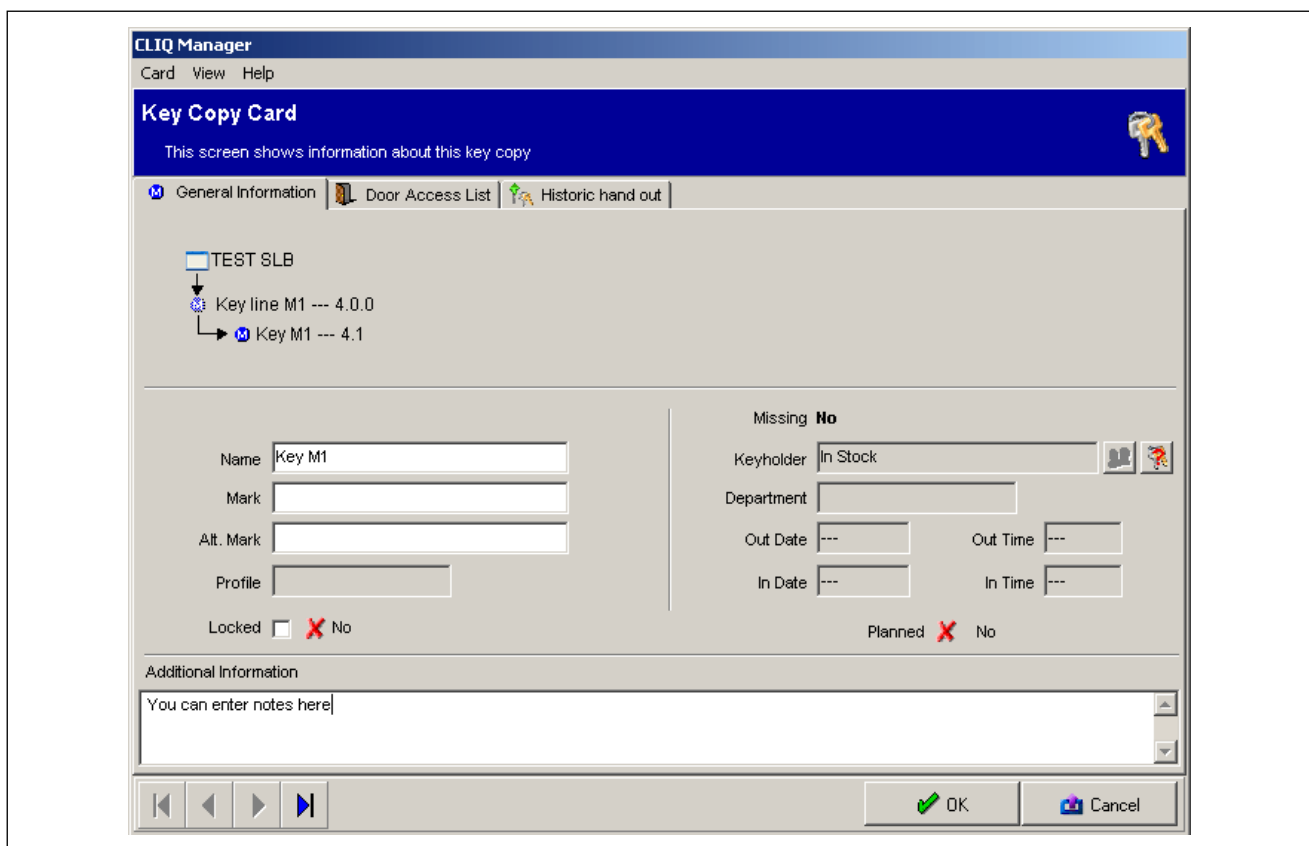 CLIQ Manager
Card View Help
Key Copy Card
This screen shows information about this key copy
General Information Door Access List Historic hand out
TEST SLB
M Key line M1 --- 4.0.0
M Key M1 --- 4.1
Missing No
Name Key M1
Keyholder In Stock
Mark
Department
Alt. Mark
Out Date --- Out Time ---
Profile
In Date --- In Time ---
Locked No
Planned No
Additional Information
You can enter notes here
OK Cancel